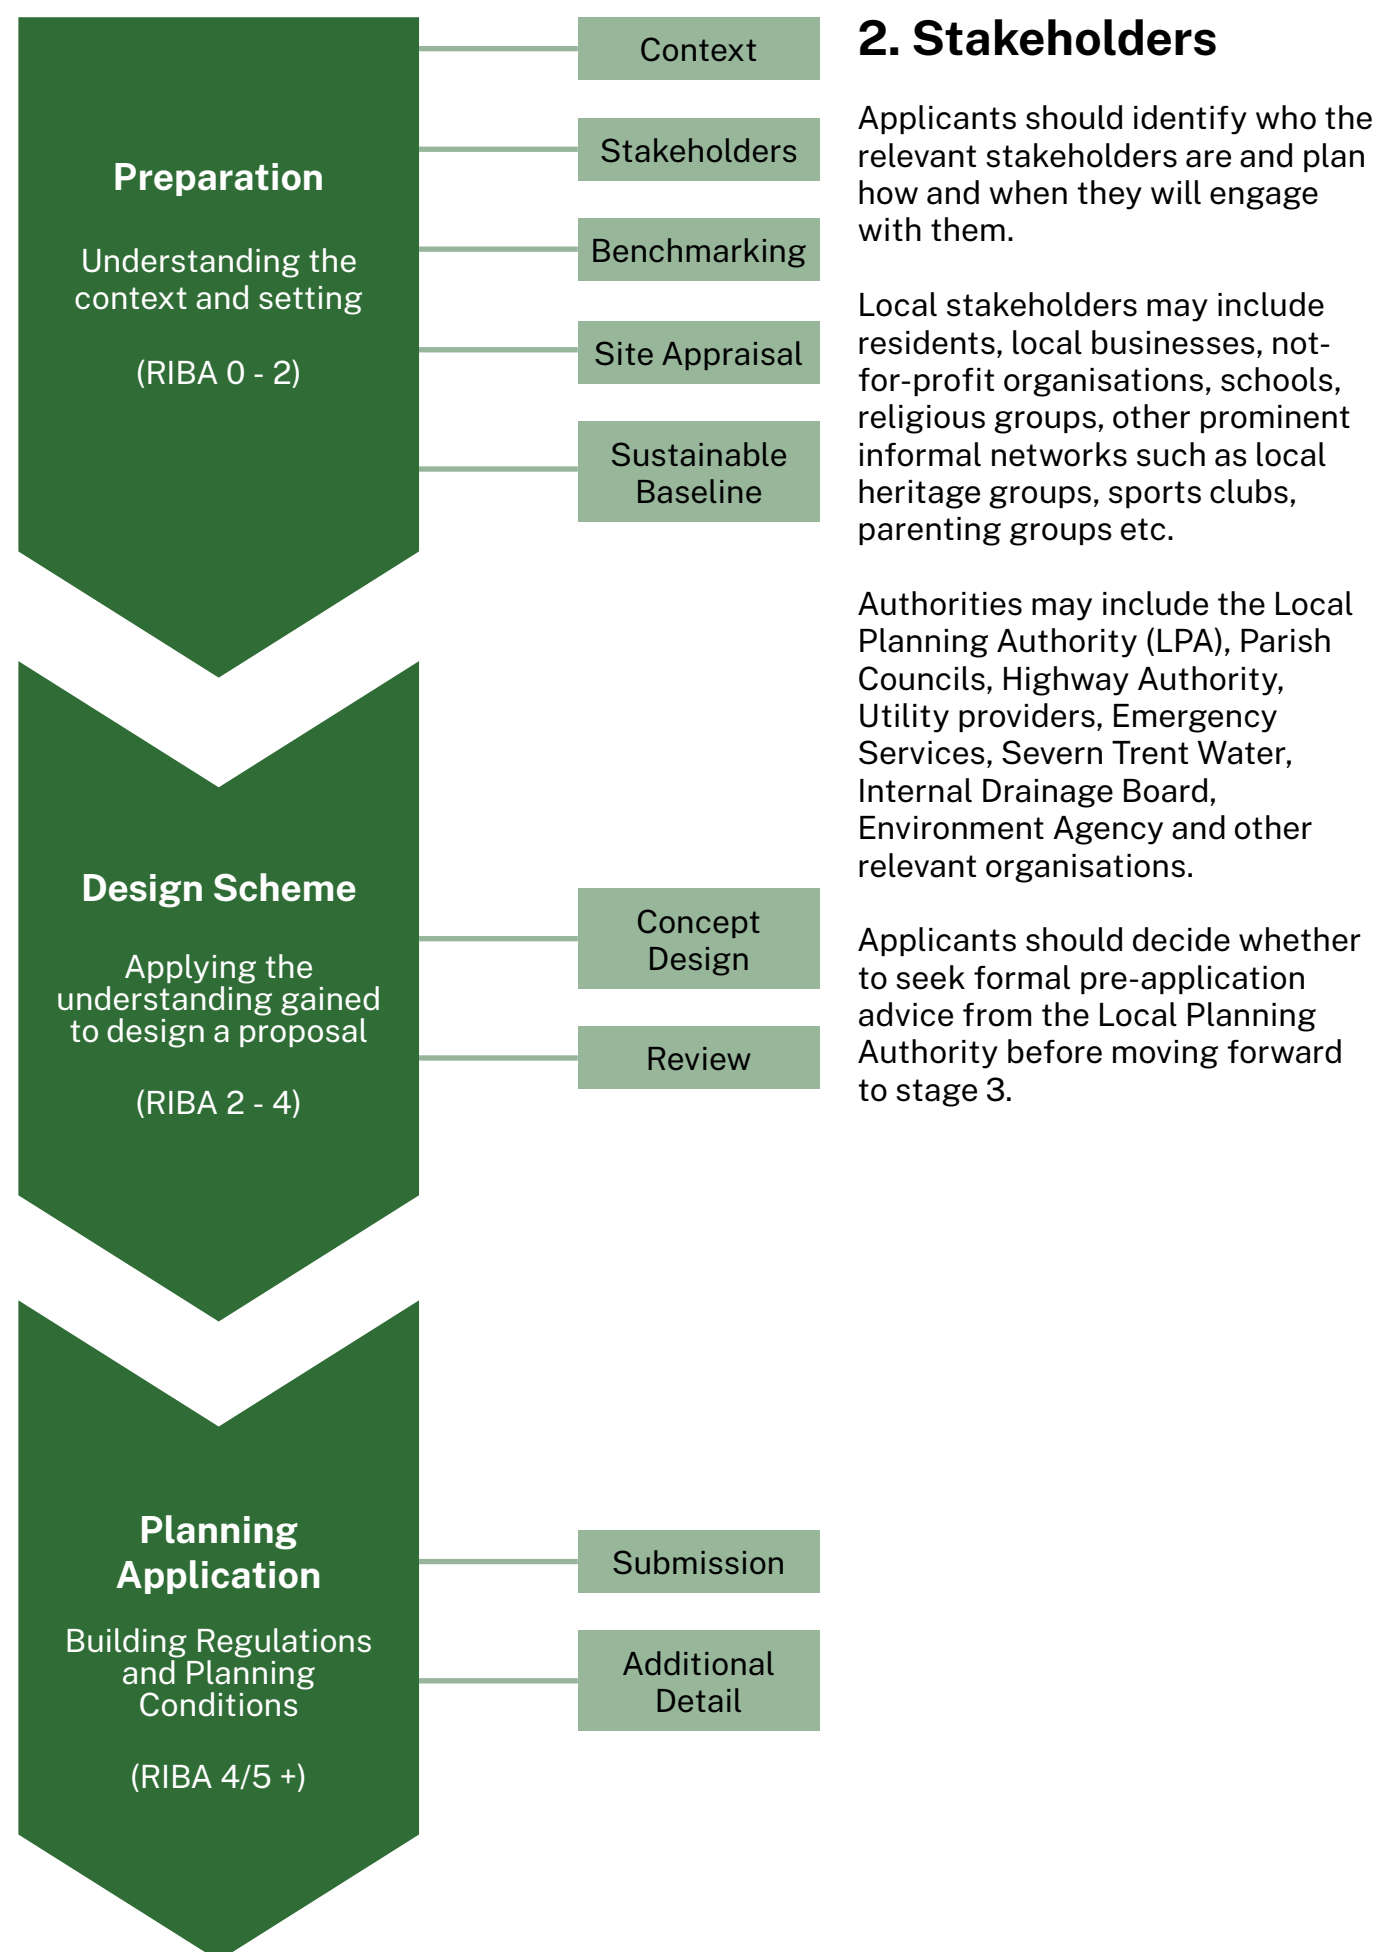 Preparation
Understanding the
context and setting
(RIBA 0 - 2)
Context
Stakeholders
Benchmarking
Site Appraisal
Sustainable
Baseline
Design Scheme
Applying the
understanding gained
to design a proposal
(RIBA 2 - 4)
Concept
Design
Review
Planning
Application
Building Regulations
and Planning
Conditions
(RIBA 4/5 +)
Submission
Additional
Detail
2. Stakeholders
Applicants should identify who the
relevant stakeholders are and plan
how and when they will engage
with them.
Local stakeholders may include
residents, local businesses, not-
for-profit organisations, schools,
religious groups, other prominent
informal networks such as local
heritage groups, sports clubs,
parenting groups etc.
Authorities may include the Local
Planning Authority (LPA), Parish
Councils, Highway Authority,
Utility providers, Emergency
Services, Severn Trent Water,
Internal Drainage Board,
Environment Agency and other
relevant organisations.
Applicants should decide whether
to seek formal pre-application
advice from the Local Planning
Authority before moving forward
to stage 3.